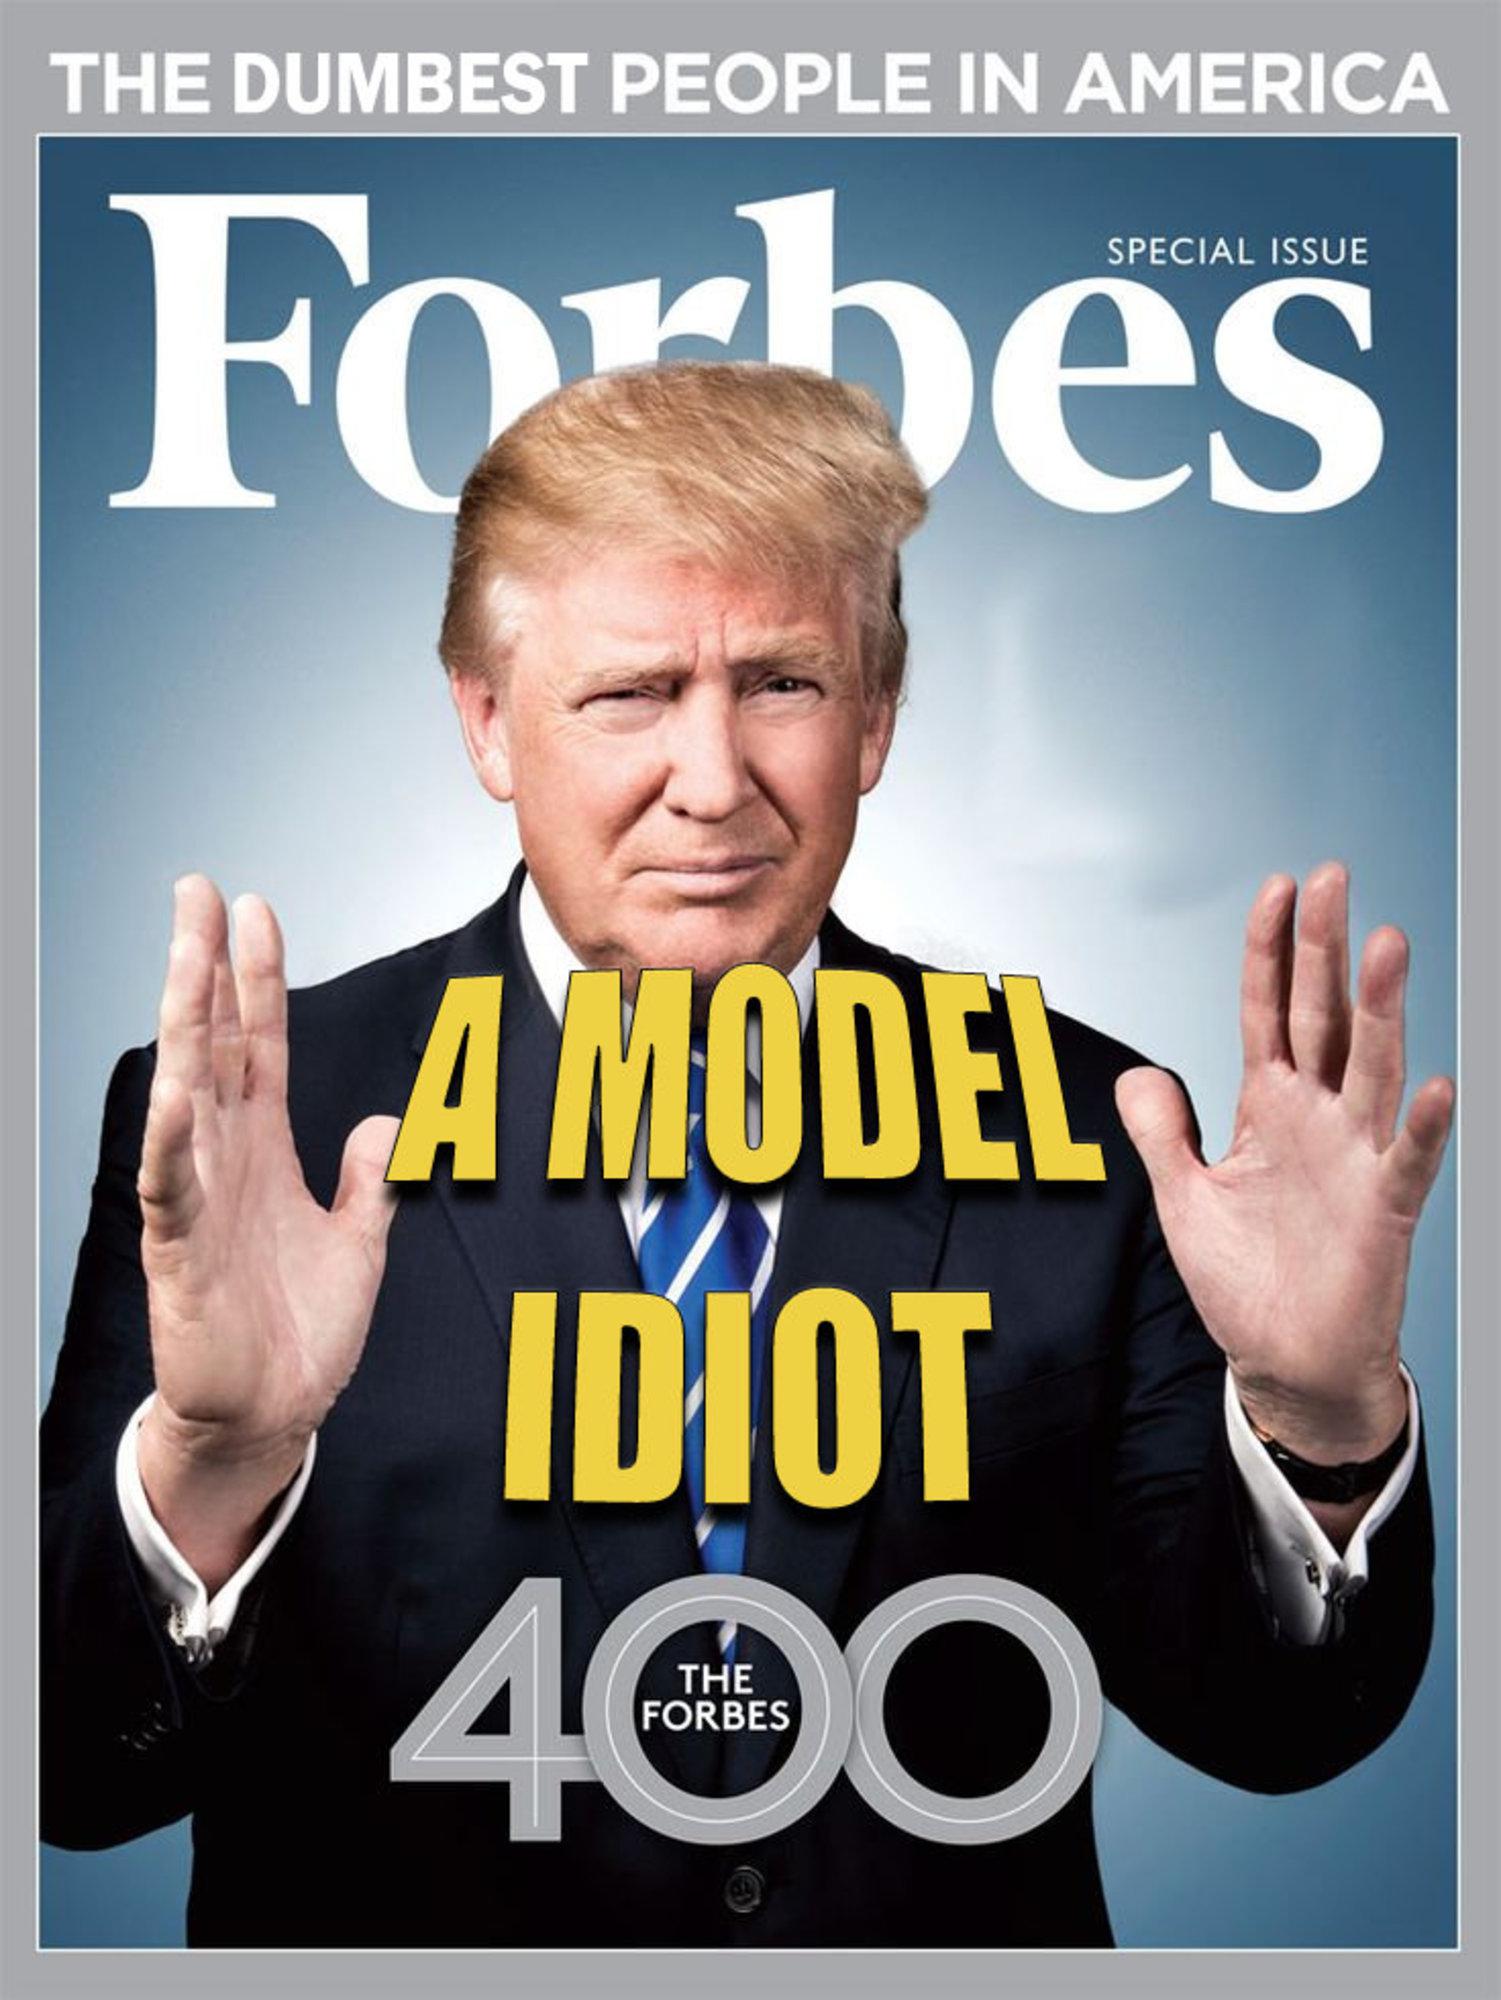 THE DUMBEST PEOPLE IN AMERICA
SPECIAL ISSUE
Forbes
A MODEL
IDIOT
400
THE
FORBES